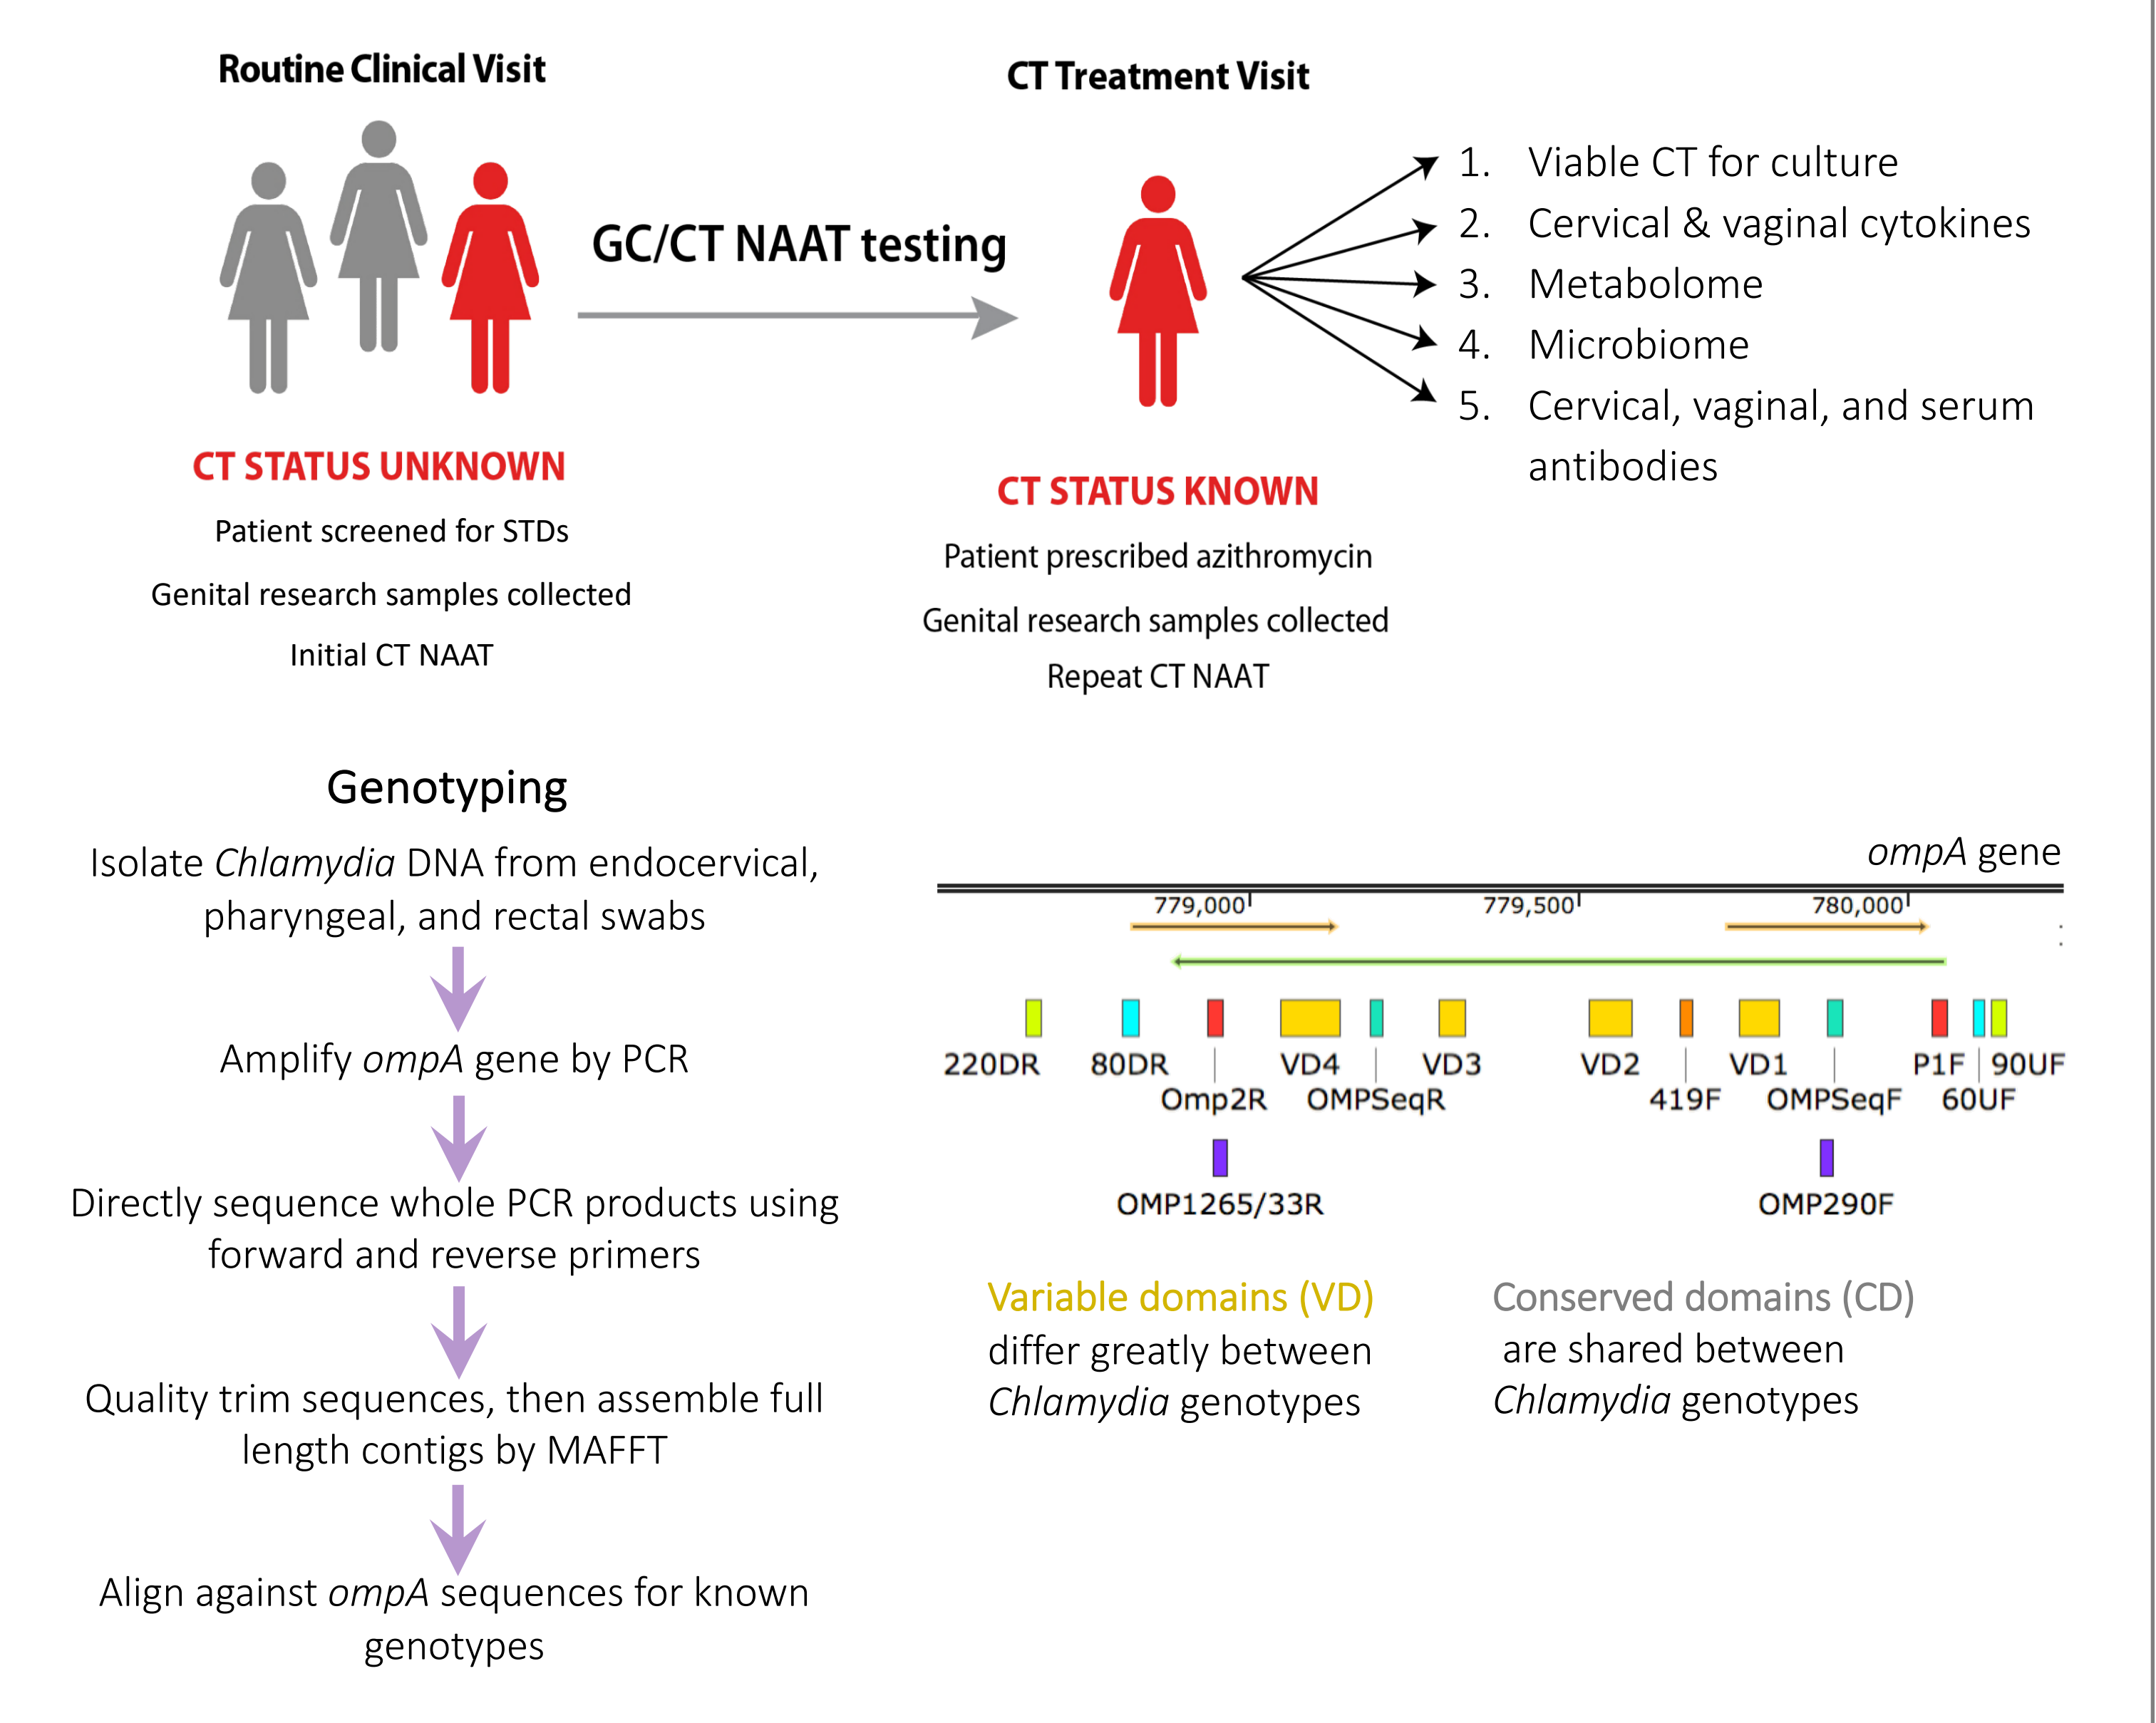 Routine Clinical Visit
CT STATUS UNKNOWN
Patient screened for STDs
Genital research samples collected
Initial CT NAAT
GC/CT NAAT testing
CT Treatment Visit
CT STATUS KNOWN
Patient prescribed azithromycin
Genital research samples collected
Repeat CT NAAT
1. Viable CT for culture
2. Cervical & vaginal cytokines
3. Metabolome
4. Microbiome
5. Cervical, vaginal, and serum
antibodies
Genotyping
Isolate Chlamydia DNA from endocervical,
pharyngeal, and rectal swabs
Amplify ompA gene by PCR
Directly sequence whole PCR products using
forward and reverse primers
Quality trim sequences, then assemble full
length contigs by MAFFT
Align against ompA sequences for known
genotypes
ompA gene
779,000 779,500 780,000
220DR 80DR VD4 VD3 VD2 VD1 P1F 90UF
Omp2R OMPSeqR 419F OMPSeqF 60UF
OMP1265/33R OMP290F
Variable domains (VD)
differ greatly between
Chlamydia genotypes
Conserved domains (CD)
are shared between
Chlamydia genotypes